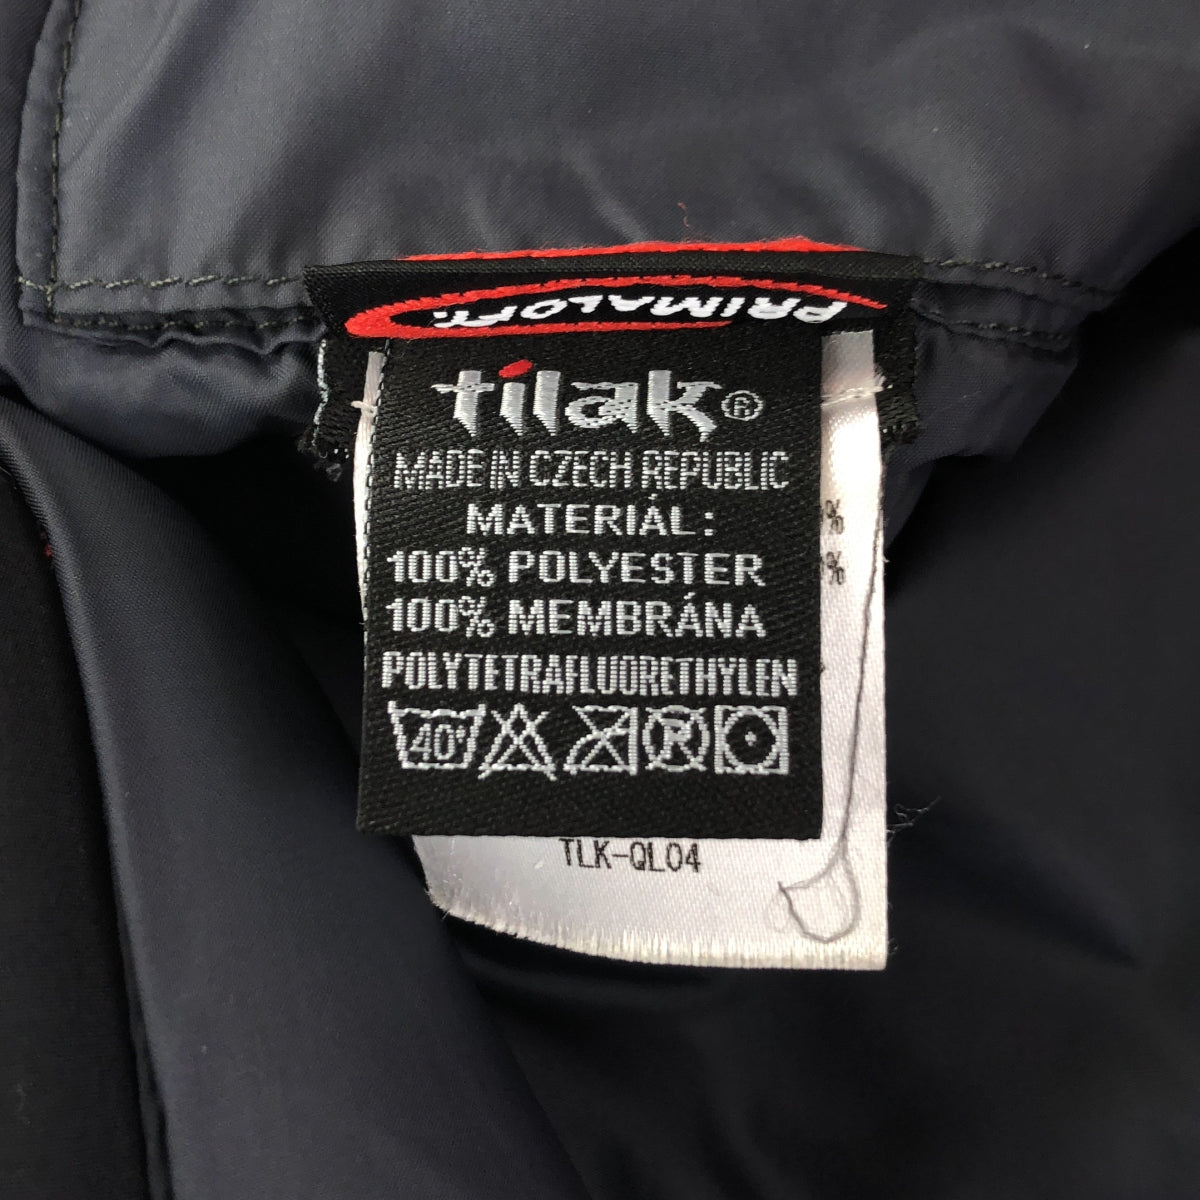 PRIMALOFT.
tilak®
MADE IN CZECH REPUBLIC
MATERIÁL:
100% POLYESTER
100% MEMBRÁNA
POLYTETRAFLUORETHYLEN
40° R
%
%
TLK-QL04